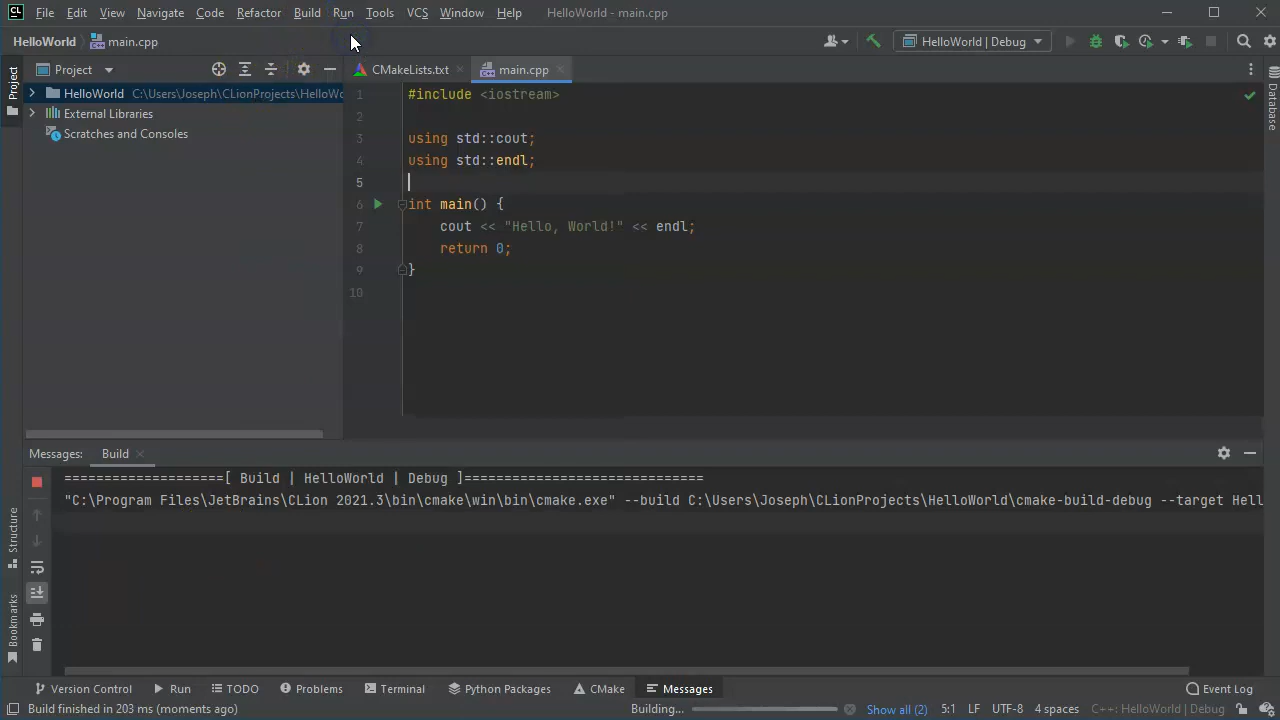 CL File Edit View Navigate Code Refactor Build Run Tools VCS Window Help HelloWorld - main.cpp
HelloWorld main.cpp HelloWorld | Debug
Project
Project CMakeLists.txt main.cpp
HelloWorld C:\Users\Joseph\CLionProjects\HelloWo
External Libraries
Scratches and Consoles
1 #include <iostream>
2
3 using std::cout;
4 using std::endl;
5
6 int main() {
7 cout << "Hello, World!" << endl;
8 return 0;
9 }
10
Database
Messages: Build
====================[ Build | HelloWorld | Debug ]==============================
"C:\Program Files\JetBrains\CLion 2021.3\bin\cmake\win\bin\cmake.exe" --build C:\Users\Joseph\CLionProjects\HelloWorld\cmake-build-debug --target Hell
Structure
Bookmarks
Version Control Run TODO Problems Terminal Python Packages CMake Messages Event Log
Build finished in 203 ms (moments ago) Building... Show all (2) 5:1 LF UTF-8 4 spaces C++: HelloWorld | Debug